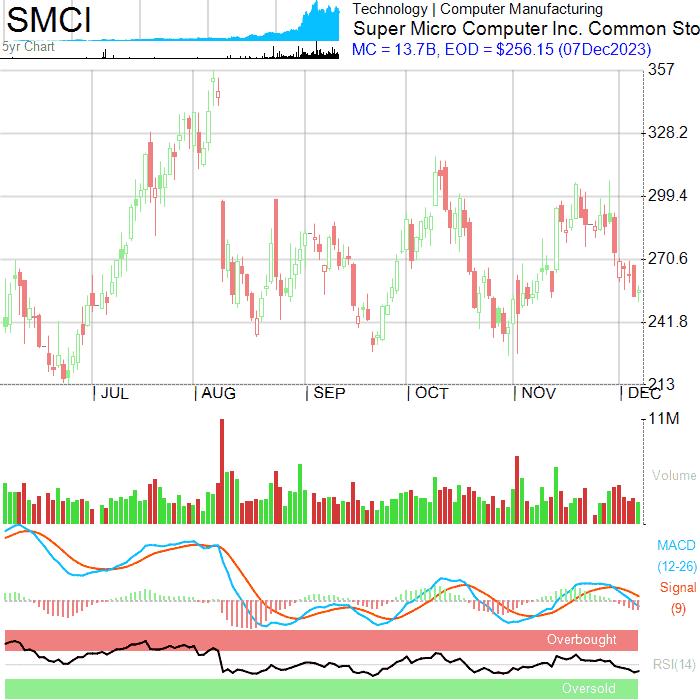 SMCI
5yr Chart
Technology | Computer Manufacturing
Super Micro Computer Inc. Common Sto
MC = 13.7B, EOD = $256.15 (07Dec2023)
357
328.2
299.4
270.6
241.8
213
JUL
AUG
SEP
OCT
NOV
DEC
11M
Volume
MACD
(12-26)
Signal
(9)
Overbought
RSI(14)
Oversold